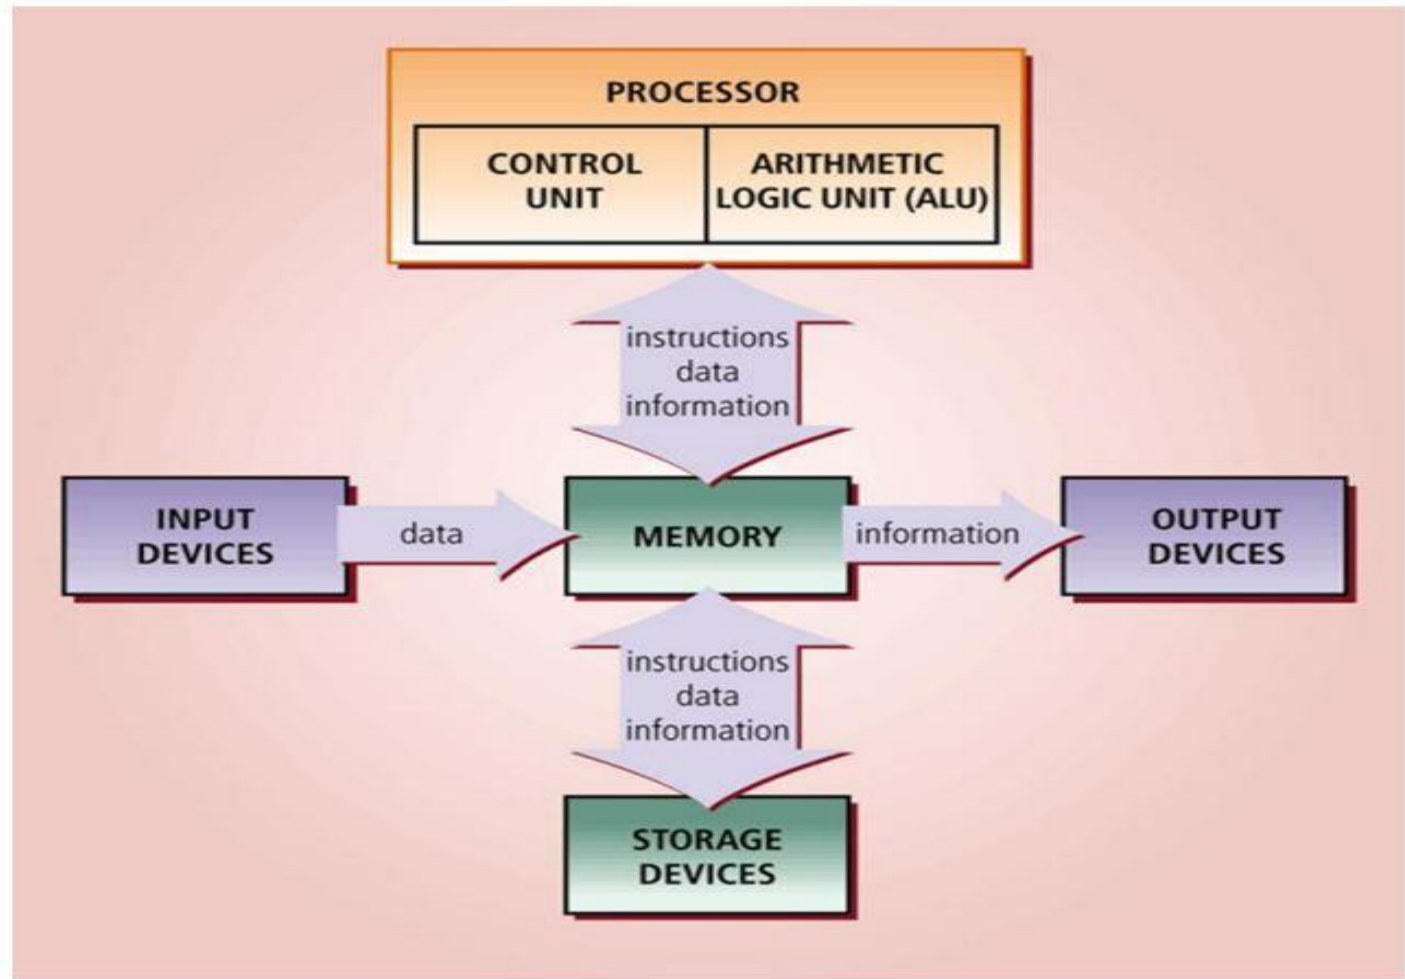 PROCESSOR
CONTROL
UNIT
ARITHMETIC
LOGIC UNIT (ALU)
instructions
data
information
INPUT
DEVICES
data
MEMORY
information
OUTPUT
DEVICES
instructions
data
information
STORAGE
DEVICES